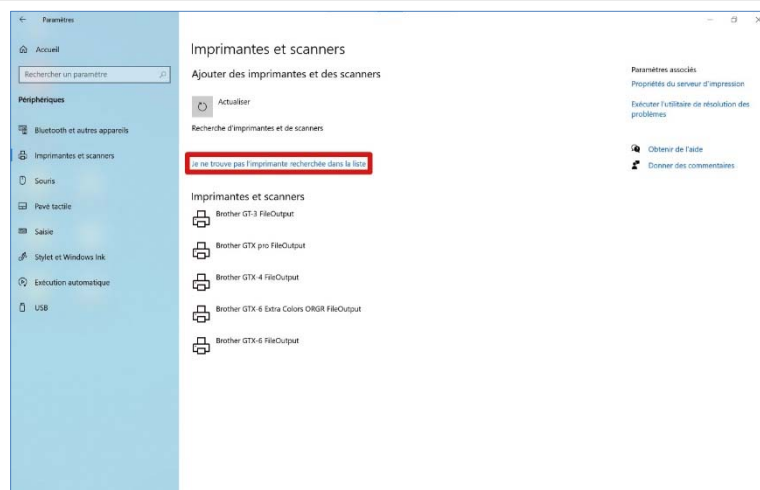 Paramètres
Accueil
Rechercher un paramètre
Périphériques
Bluetooth et autres appareils
Imprimantes et scanners
Souris
Pavé tactile
Saisie
Stylet et Windows Ink
Exécution automatique
USB
Imprimantes et scanners
Ajouter des imprimantes et des scanners
Actualiser
Recherche d'imprimantes et de scanners
Je ne trouve pas l'imprimante recherchée dans la liste
Imprimantes et scanners
Brother GT-3 FileOutput
Brother GTX pro FileOutput
Brother GTX-4 FileOutput
Brother GTX-6 Extra Colors ORGR FileOutput
Brother GTX-6 FileOutput
Paramètres associés
Propriétés du serveur d'impression
Exécuter l'utilitaire de résolution des
problèmes
Obtenir de l'aide
Donner des commentaires